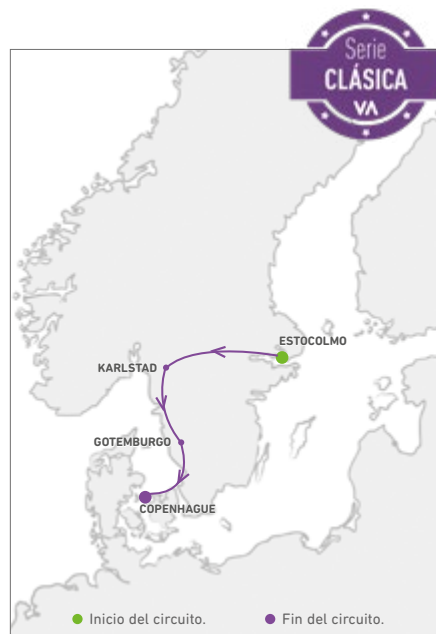 Serie
CLÁSICA
VA
ESTOCOLMO
KARLSTAD
GOTEMBURGO
COPENHAGUE
Inicio del circuito.
Fin del circuito.